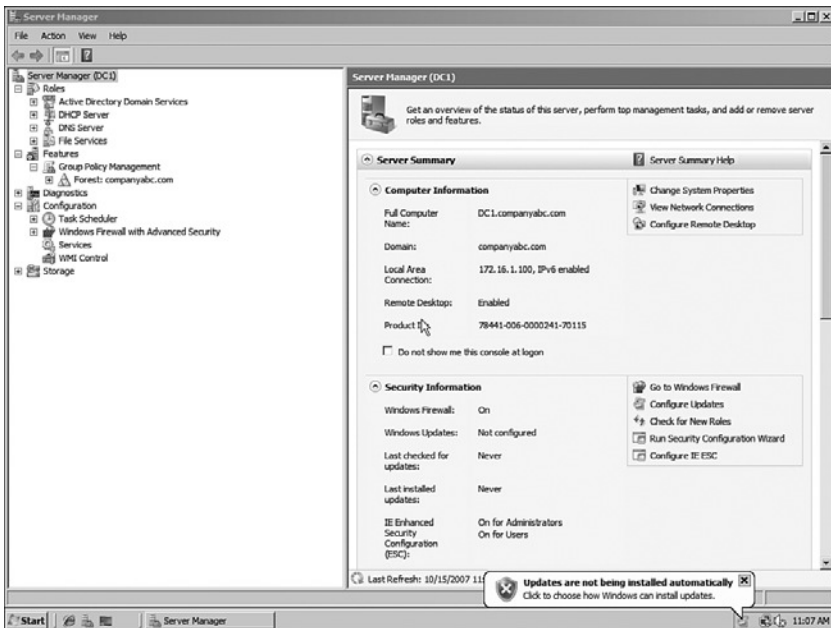 Server Manager
File Action View Help
Server Manager (DC1)
Roles
Active Directory Domain Services
DHCP Server
DNS Server
File Services
Features
Group Policy Management
Forest: companyabc.com
Diagnostics
Configuration
Task Scheduler
Windows Firewall with Advanced Security
Services
WMI Control
Storage
Server Manager (DC1)
Get an overview of the status of this server, perform top management tasks, and add or remove server
roles and features.
Server Summary
Server Summary Help
Computer Information
Full Computer
Name:
DC1.companyabc.com
Domain:
companyabc.com
Local Area
Connection:
172.16.1.100, IPv6 enabled
Remote Desktop:
Enabled
Product
78441-006-0000241-70115
Do not show me this console at logon
Change System Properties
View Network Connections
Configure Remote Desktop
Security Information
Windows Firewall:
On
Windows Updates:
Not configured
Last checked for
updates:
Never
Last installed
updates:
Never
IE Enhanced
Security
Configuration
(ESC):
On for Administrators
On for Users
Go to Windows Firewall
Configure Updates
Check for New Roles
Run Security Configuration Wizard
Configure IE ESC
Last Refresh: 10/15/2007
Updates are not being installed automatically
Click to choose how Windows can install updates.
Start
Server Manager
11:07 AM